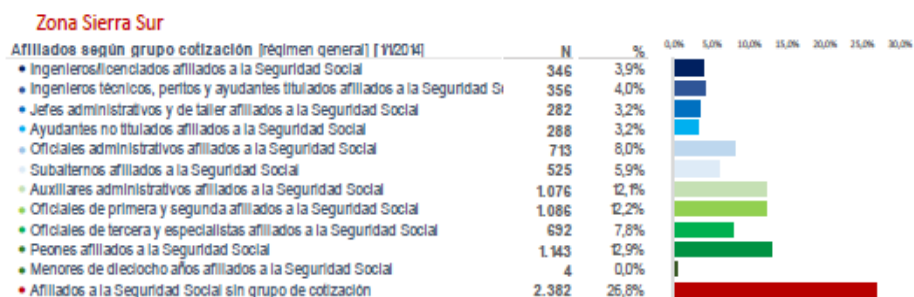 Zona Sierra Sur
Afiliados según grupo cotización [régimen general] [1/1/2014] N % 0,0% 5,0% 10,0% 15,0% 20,0% 25,0% 30,0%
• Ingenieros/licenciados afiliados a la Seguridad Social 346 3,9%
• Ingenieros técnicos, peritos y ayudantes titulados afiliados a la Seguridad S 356 4,0%
• Jefes administrativos y de taller afiliados a la Seguridad Social 282 3,2%
• Ayudantes no titulados afiliados a la Seguridad Social 288 3,2%
• Oficiales administrativos afiliados a la Seguridad Social 713 8,0%
• Subalternos afiliados a la Seguridad Social 525 5,9%
• Auxiliares administrativos afiliados a la Seguridad Social 1.076 12,1%
• Oficiales de primera y segunda afiliados a la Seguridad Social 1.086 12,2%
• Oficiales de tercera y especialistas afiliados a la Seguridad Social 692 7,8%
• Peones afiliados a la Seguridad Social 1.143 12,9%
• Menores de dieciocho años afiliados a la Seguridad Social 4 0,0%
• Afiliados a la Seguridad Social sin grupo de cotización 2.382 26,8%